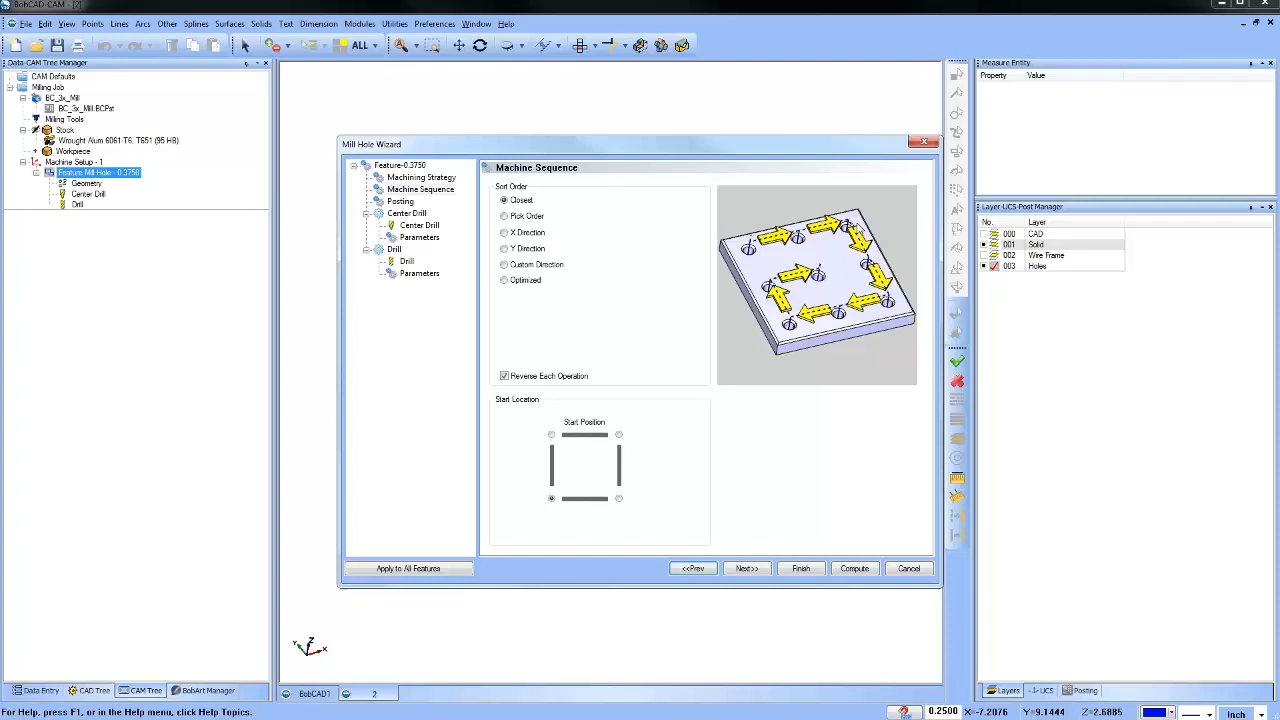 BobCAD-CAM - [2]
File Edit View Points Lines Arcs Other Splines Surfaces Solids Text Dimension Modules Utilities Preferences Window Help
ALL
Data-CAM Tree Manager
CAM Defaults
Milling Job
BC_3x_Mill
BC_3x_Mill.BCPst
Milling Tools
Stock
Wrought Alum 6061-T6, T651 (95 HB)
Workpiece
Machine Setup - 1
Feature Mill Hole - 0.3750
Geometry
Center Drill
Drill
Mill Hole Wizard
Feature-0.3750
Machining Strategy
Machine Sequence
Posting
Center Drill
Center Drill
Parameters
Drill
Drill
Parameters
Machine Sequence
Sort Order
Closest
Pick Order
X Direction
Y Direction
Custom Direction
Optimized
Reverse Each Operation
Start Location
Start Position
Apply to All Features
<<Prev Next>> Finish Compute Cancel
Measure Entity
Property Value
Layer-UCS-Post Manager
No. Layer
000 CAD
001 Solid
002 Wire Frame
003 Holes
Z
Y
X
Data Entry CAD Tree CAM Tree BobArt Manager
BobCAD1 2
Layers UCS Posting
For Help, press F1, or in the Help menu, click Help Topics.
0.2500 X=-7.2076 Y=9.1444 Z=2.6885 Inch